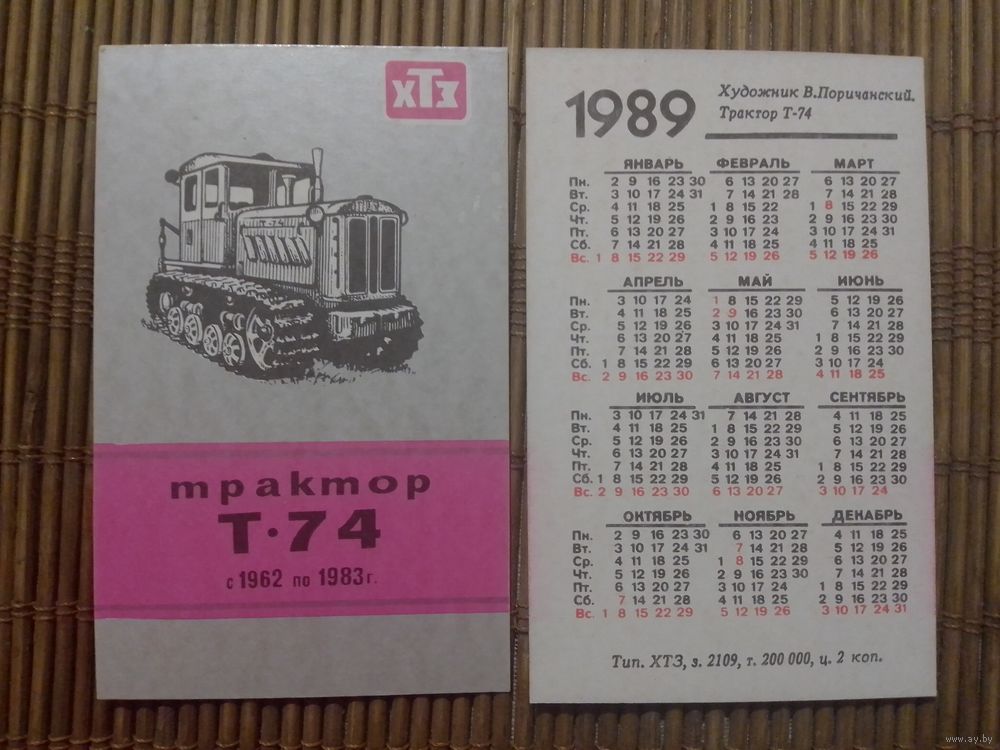 ХТЗ
Т-74
трактор
Т·74
с 1962 по 1983 г.
1989
Художник В.Поричанский.
Трактор Т-74
ЯНВАРЬ ФЕВРАЛЬ МАРТ
Пн. 2 9 16 23 30 6 13 20 27 6 13 20 27
Вт. 3 10 17 24 31 7 14 21 28 7 14 21 28
Ср. 4 11 18 25 1 8 15 22 1 8 15 22 29
Чт. 5 12 19 26 2 9 16 23 2 9 16 23 30
Пт. 6 13 20 27 3 10 17 24 3 10 17 24 31
Сб. 7 14 21 28 4 11 18 25 4 11 18 25
Вс. 1 8 15 22 29 5 12 19 26 5 12 19 26
АПРЕЛЬ МАЙ ИЮНЬ
Пн. 3 10 17 24 1 8 15 22 29 5 12 19 26
Вт. 4 11 18 25 2 9 16 23 30 6 13 20 27
Ср. 5 12 19 26 3 10 17 24 31 7 14 21 28
Чт. 6 13 20 27 4 11 18 25 1 8 15 22 29
Пт. 7 14 21 28 5 12 19 26 2 9 16 23 30
Сб. 1 8 15 22 29 6 13 20 27 3 10 17 24
Вс. 2 9 16 23 30 7 14 21 28 4 11 18 25
ИЮЛЬ АВГУСТ СЕНТЯБРЬ
Пн. 3 10 17 24 31 7 14 21 28 4 11 18 25
Вт. 4 11 18 25 1 8 15 22 29 5 12 19 26
Ср. 5 12 19 26 2 9 16 23 30 6 13 20 27
Чт. 6 13 20 27 3 10 17 24 31 7 14 21 28
Пт. 7 14 21 28 4 11 18 25 1 8 15 22 29
Сб. 1 8 15 22 29 5 12 19 26 2 9 16 23 30
Вс. 2 9 16 23 30 6 13 20 27 3 10 17 24
ОКТЯБРЬ НОЯБРЬ ДЕКАБРЬ
Пн. 2 9 16 23 30 6 13 20 27 4 11 18 25
Вт. 3 10 17 24 31 7 14 21 28 5 12 19 26
Ср. 4 11 18 25 1 8 15 22 29 6 13 20 27
Чт. 5 12 19 26 2 9 16 23 30 7 14 21 28
Пт. 6 13 20 27 3 10 17 24 1 8 15 22 29
Сб. 7 14 21 28 4 11 18 25 2 9 16 23 30
Вс. 1 8 15 22 29 5 12 19 26 3 10 17 24 31
Тип. ХТЗ, з. 2109, т. 200 000, ц. 2 коп.
www.ay.by